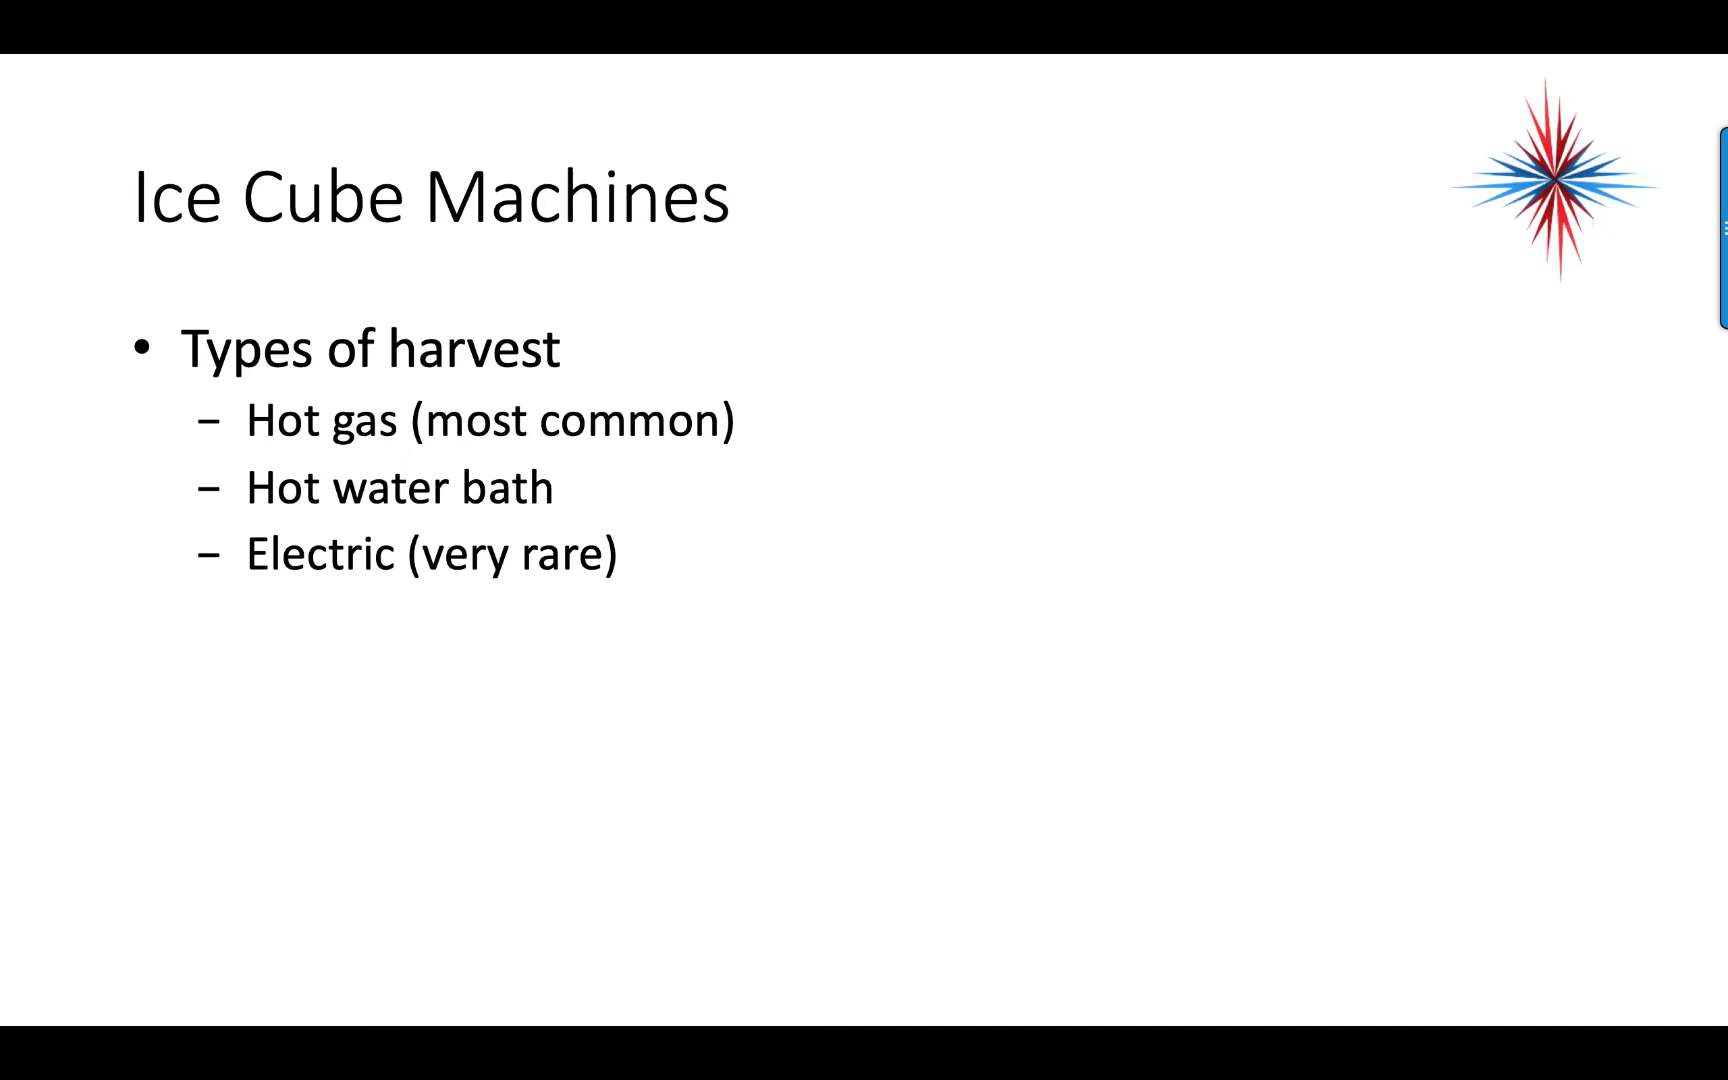 Ice Cube Machines
• Types of harvest
– Hot gas (most common)
– Hot water bath
– Electric (very rare)